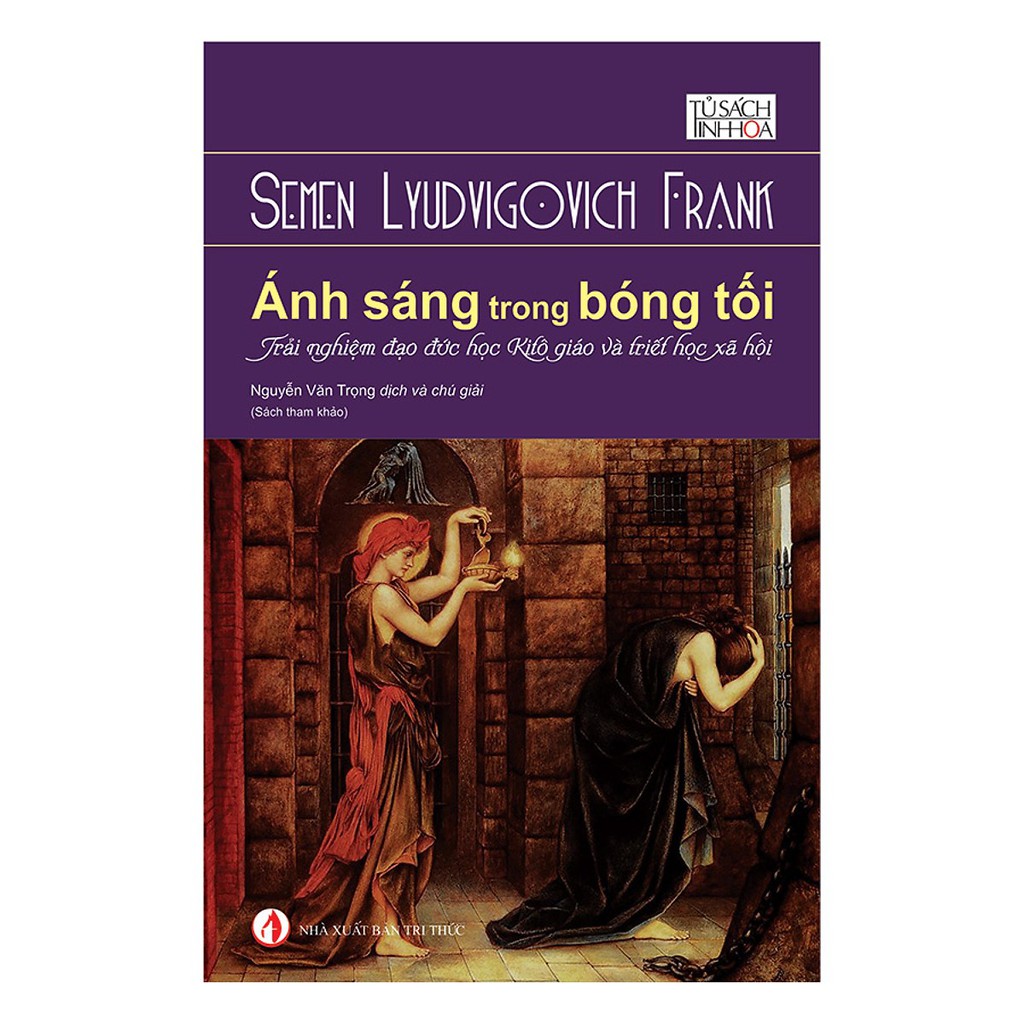 TỦ SÁCH
TINH HOA
SEMEN LYUDVIGOVICH FRANK
Ánh sáng trong bóng tối
Trải nghiệm đạo đức học Kitô giáo và triết học xã hội
Nguyễn Văn Trọng dịch và chú giải
(Sách tham khảo)
NHÀ XUẤT BẢN TRI THỨC